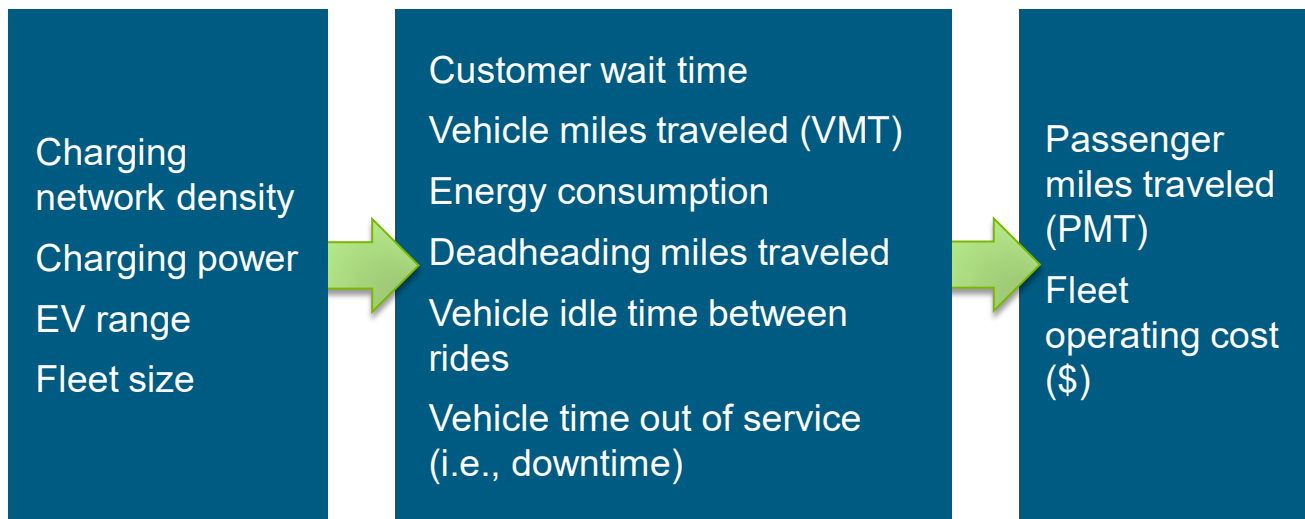 Charging
network density
Charging power
EV range
Fleet size
Customer wait time
Vehicle miles traveled (VMT)
Energy consumption
Deadheading miles traveled
Vehicle idle time between
rides
Vehicle time out of service
(i.e., downtime)
Passenger
miles traveled
(PMT)
Fleet
operating cost
($)